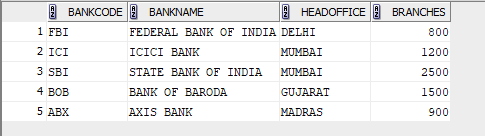 BANKCODE BANKNAME HEADOFFICE BRANCHES
1 FBI FEDERAL BANK OF INDIA DELHI 800
2 ICI ICICI BANK MUMBAI 1200
3 SBI STATE BANK OF INDIA MUMBAI 2500
4 BOB BANK OF BARODA GUJARAT 1500
5 ABX AXIS BANK MADRAS 900